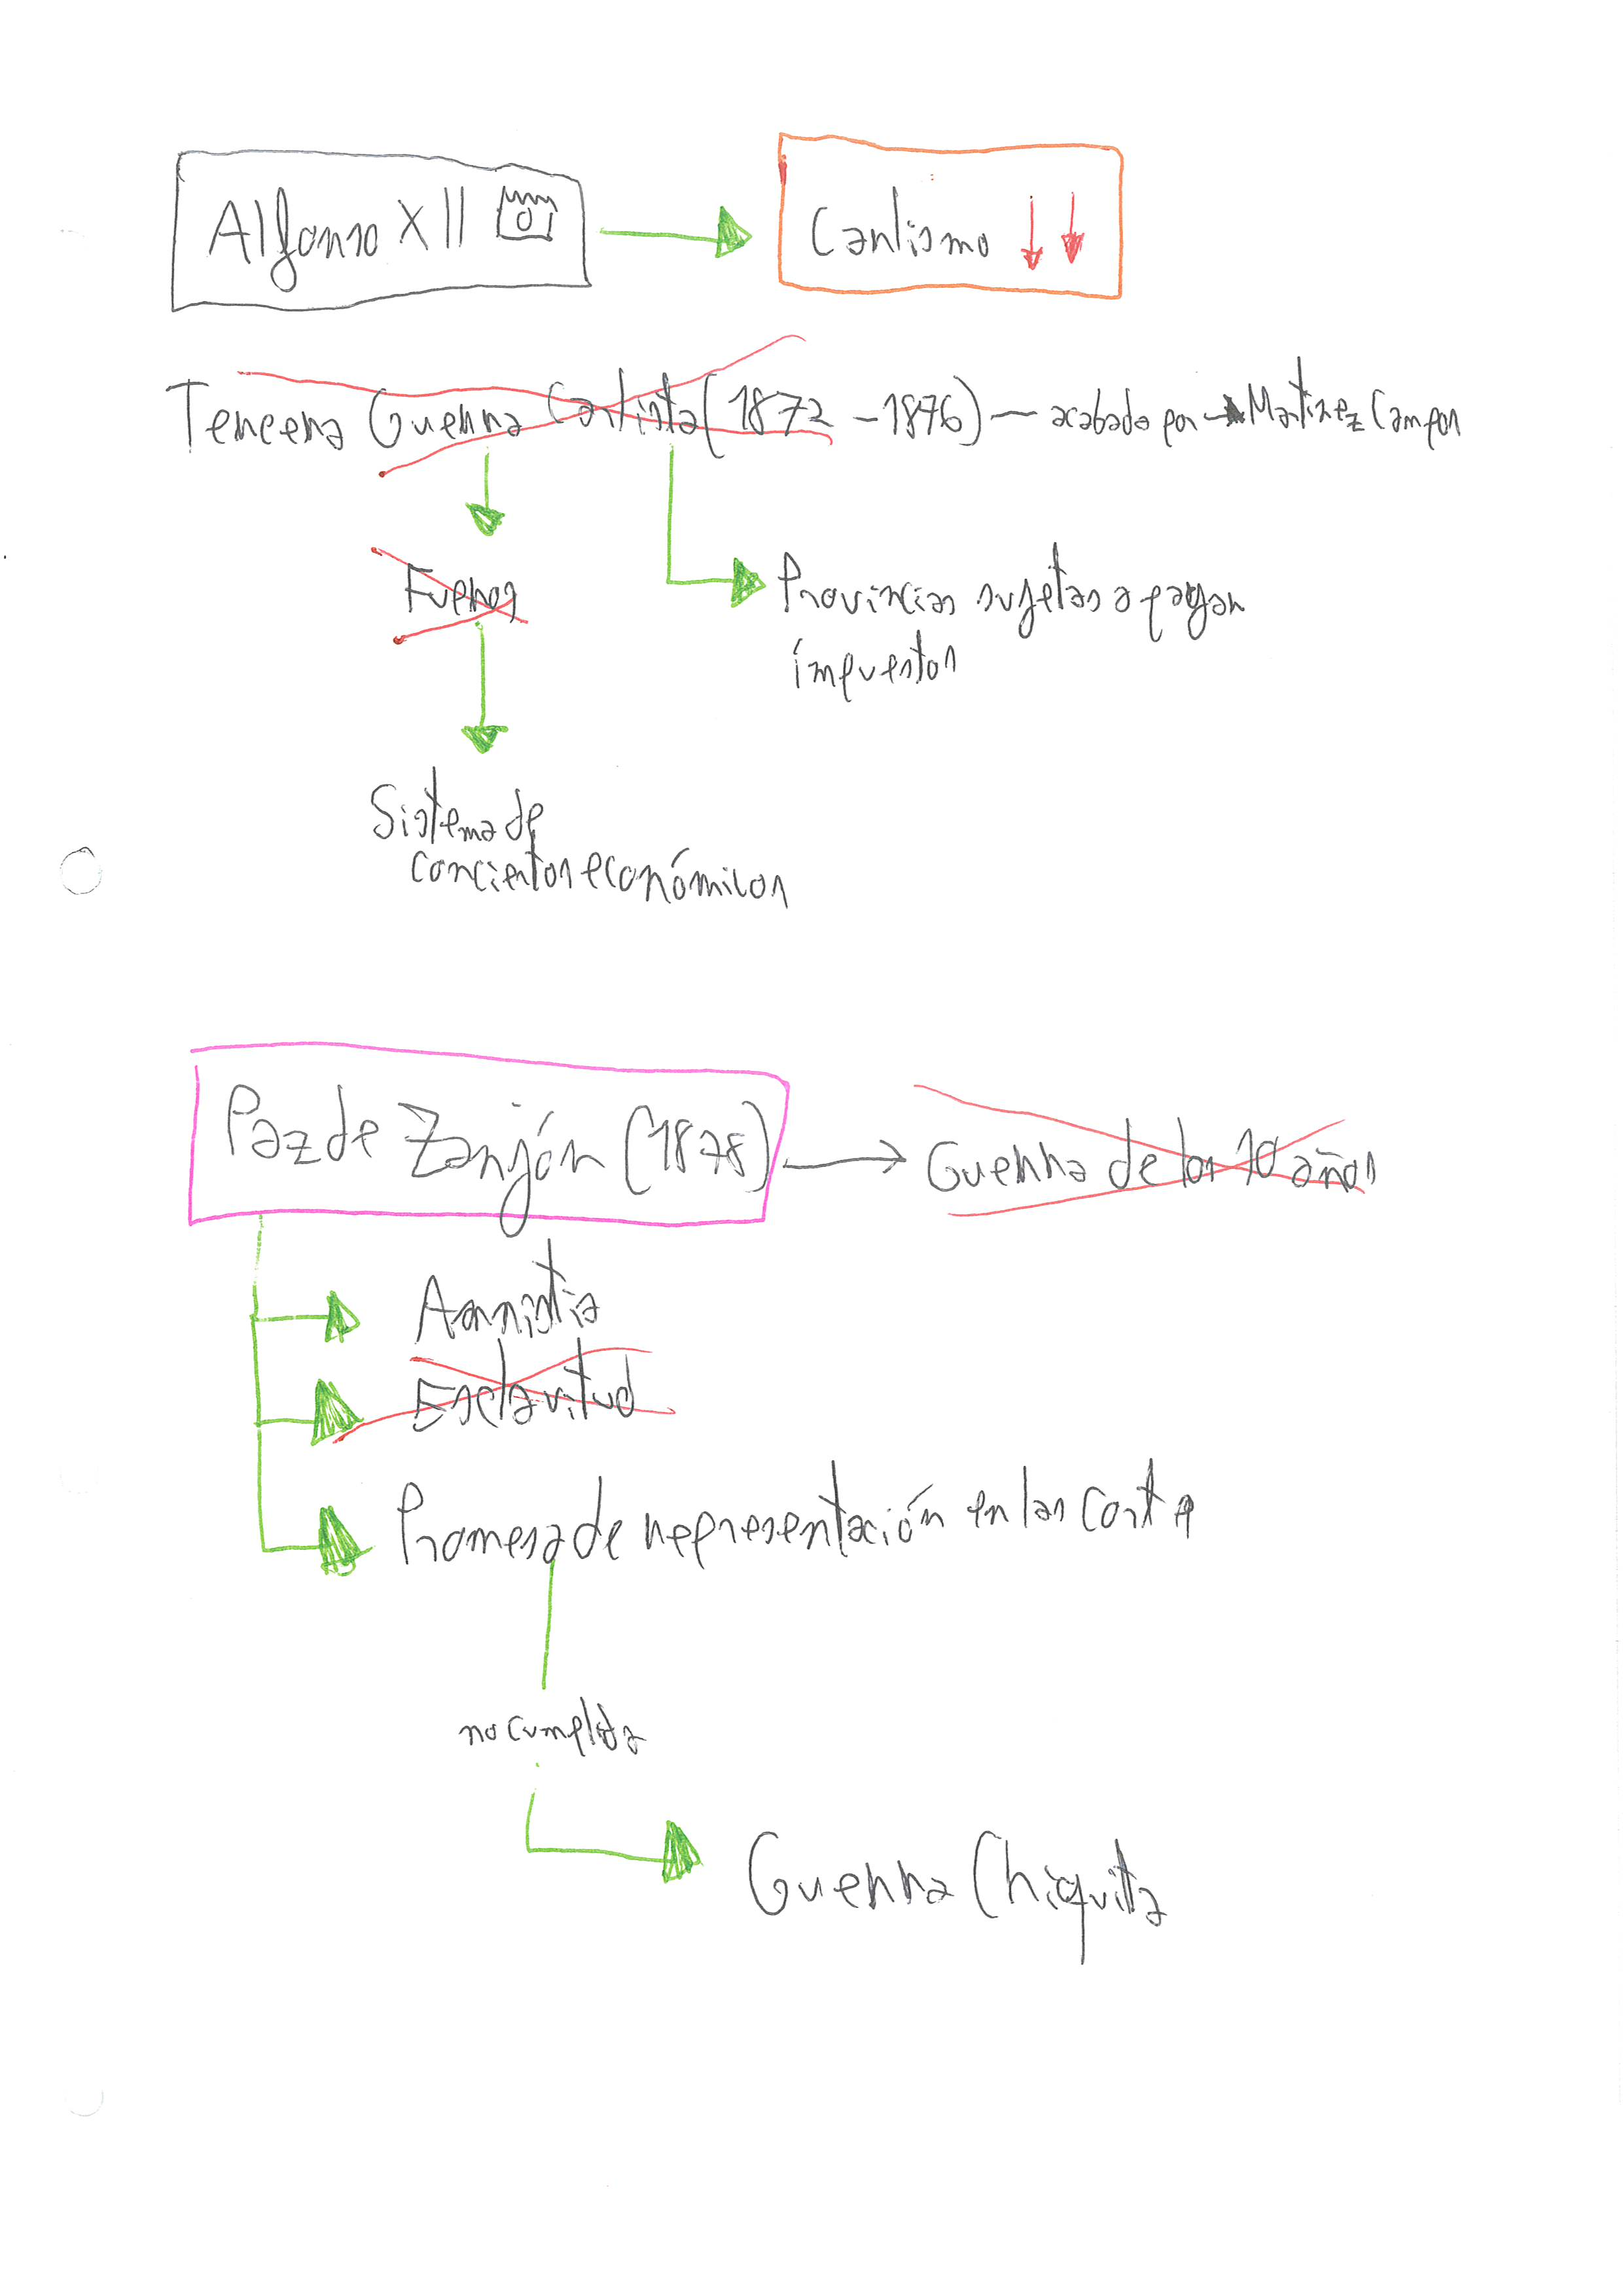 Alfonso XII
Carlismo
Tercera Guerra Carlista (1872-1876) — acabado por Martinez Campos
Fueros
Provincias sujetas a pagar
impuestos
Sistema de
conciertos económicos
Paz de Zanjón (1878)
Guerra de los 10 años
Amnistia
Esclavitud
Promesa de representación en las Cortes
no cumplida
Guerra Chiquita